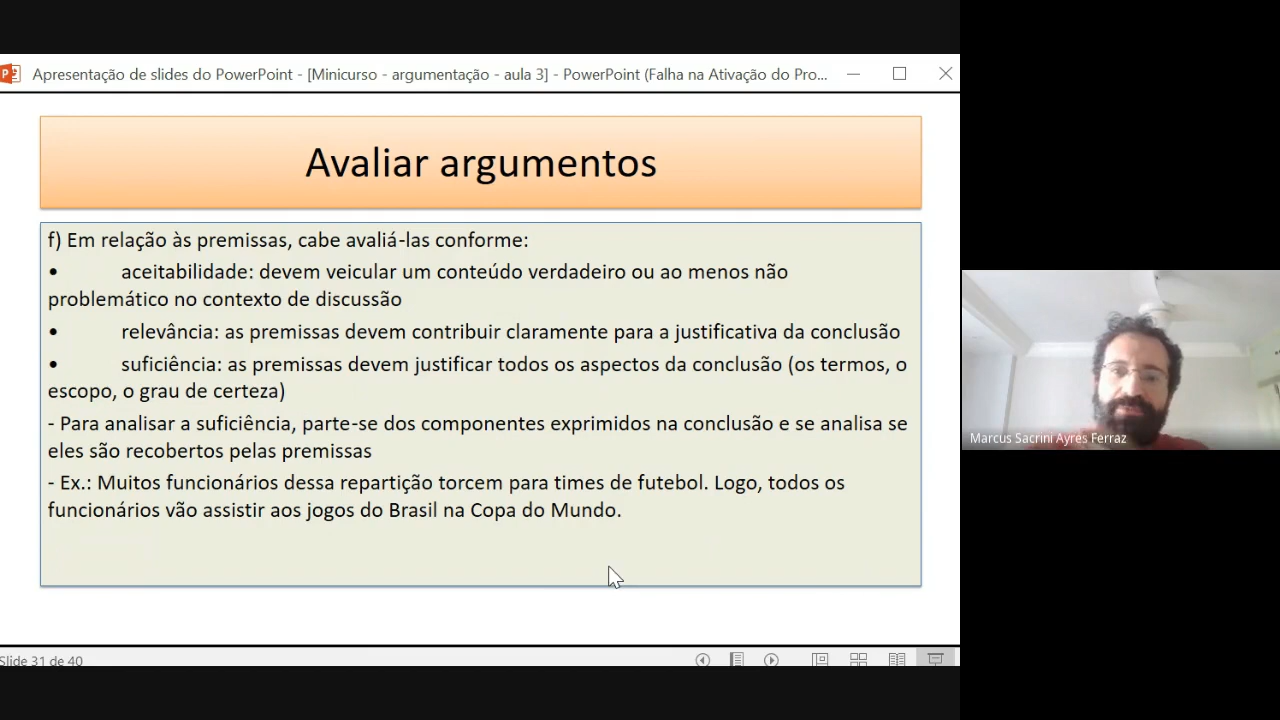 Apresentação de slides do PowerPoint - [Minicurso - argumentação - aula 3] - PowerPoint (Falha na Ativação do Pro...
Avaliar argumentos
f) Em relação às premissas, cabe avaliá-las conforme:
• aceitabilidade: devem veicular um conteúdo verdadeiro ou ao menos não
problemático no contexto de discussão
• relevância: as premissas devem contribuir claramente para a justificativa da conclusão
• suficiência: as premissas devem justificar todos os aspectos da conclusão (os termos, o
escopo, o grau de certeza)
- Para analisar a suficiência, parte-se dos componentes exprimidos na conclusão e se analisa se
eles são recobertos pelas premissas
- Ex.: Muitos funcionários dessa repartição torcem para times de futebol. Logo, todos os
funcionários vão assistir aos jogos do Brasil na Copa do Mundo.
Marcus Sacrini Ayres Ferraz
Slide 31 de 40